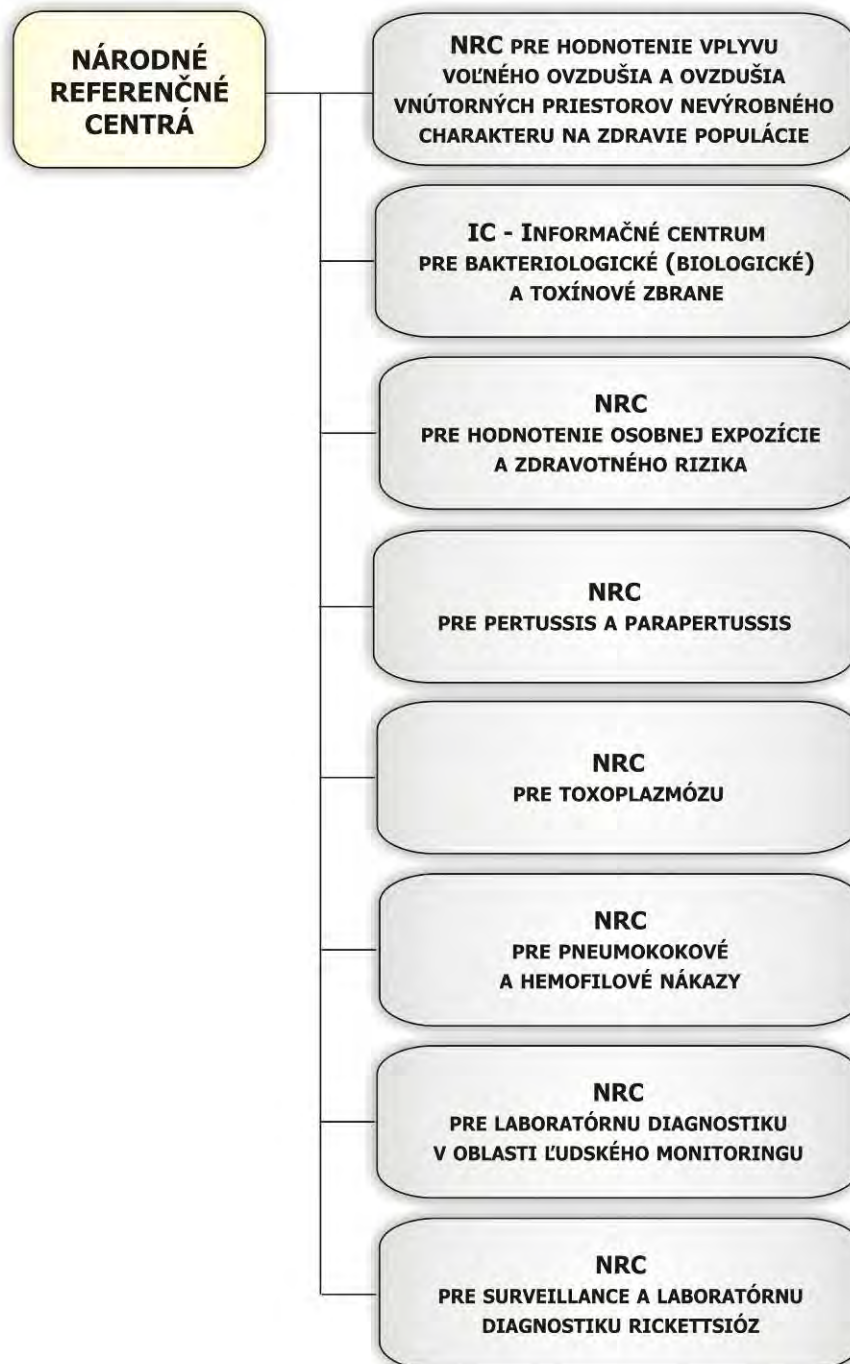 NÁRODNÉ
REFERENČNÉ
CENTRÁ
NRC PRE HODNOTENIE VPLYVU
VOĽNÉHO OVZDUŠIA A OVZDUŠIA
VNÚTORNÝCH PRIESTOROV NEVÝROBNÉHO
CHARAKTERU NA ZDRAVIE POPULÁCIE
IC - INFORMAČNÉ CENTRUM
PRE BAKTERIOLOGICKÉ (BIOLOGICKÉ)
A TOXÍNOVÉ ZBRANE
NRC
PRE HODNOTENIE OSOBNEJ EXPOZÍCIE
A ZDRAVOTNÉHO RIZIKA
NRC
PRE PERTUSSIS A PARAPERTUSSIS
NRC
PRE TOXOPLAZMÓZU
NRC
PRE PNEUMOKOKOVÉ
A HEMOFILOVÉ NÁKAZY
NRC
PRE LABORATÓRNU DIAGNOSTIKU
V OBLASTI ĽUDSKÉHO MONITORINGU
NRC
PRE SURVEILLANCE A LABORATÓRNU
DIAGNOSTIKU RICKETTSIÓZ